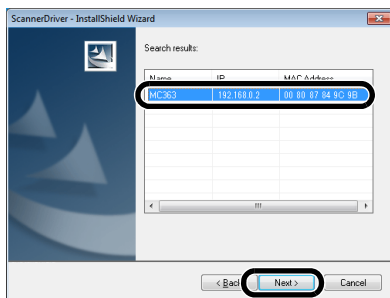 ScannerDriver - InstallShield Wizard
Search results:
Name IP MAC Address
MC363 192.168.0.2 00 80 87 84 9C 9B
< Back Next > Cancel